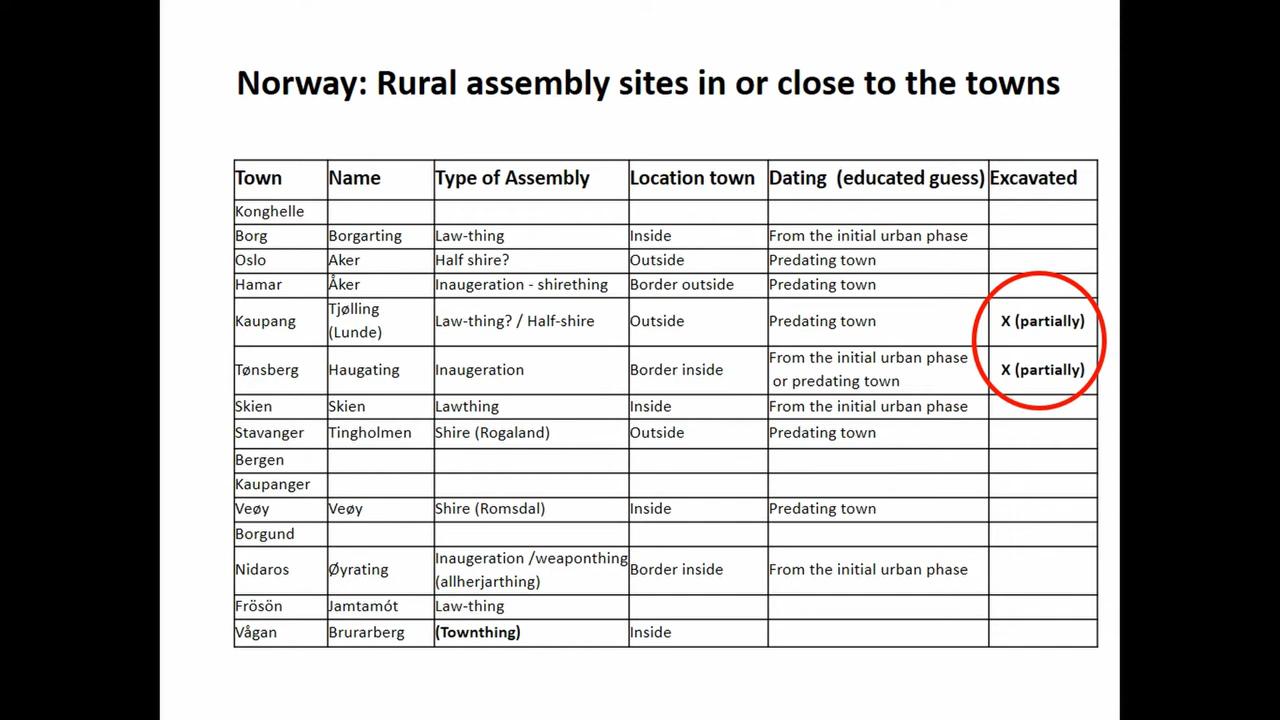 Norway: Rural assembly sites in or close to the towns
Town Name Type of Assembly Location town Dating (educated guess) Excavated
Konghelle
Borg Borgarting Law-thing Inside From the initial urban phase
Oslo Aker Half shire? Outside Predating town
Hamar Åker Inaugeration - shirething Border outside Predating town
Kaupang Tjølling (Lunde) Law-thing? / Half-shire Outside Predating town X (partially)
Tønsberg Haugating Inaugeration Border inside From the initial urban phase or predating town X (partially)
Skien Skien Lawthing Inside From the initial urban phase
Stavanger Tingholmen Shire (Rogaland) Outside Predating town
Bergen
Kaupanger
Veøy Veøy Shire (Romsdal) Inside Predating town
Borgund
Nidaros Øyrating Inaugeration /weaponthing (allherjarthing) Border inside From the initial urban phase
Frösön Jamtamót Law-thing
Vågan Brurarberg (Townthing) Inside